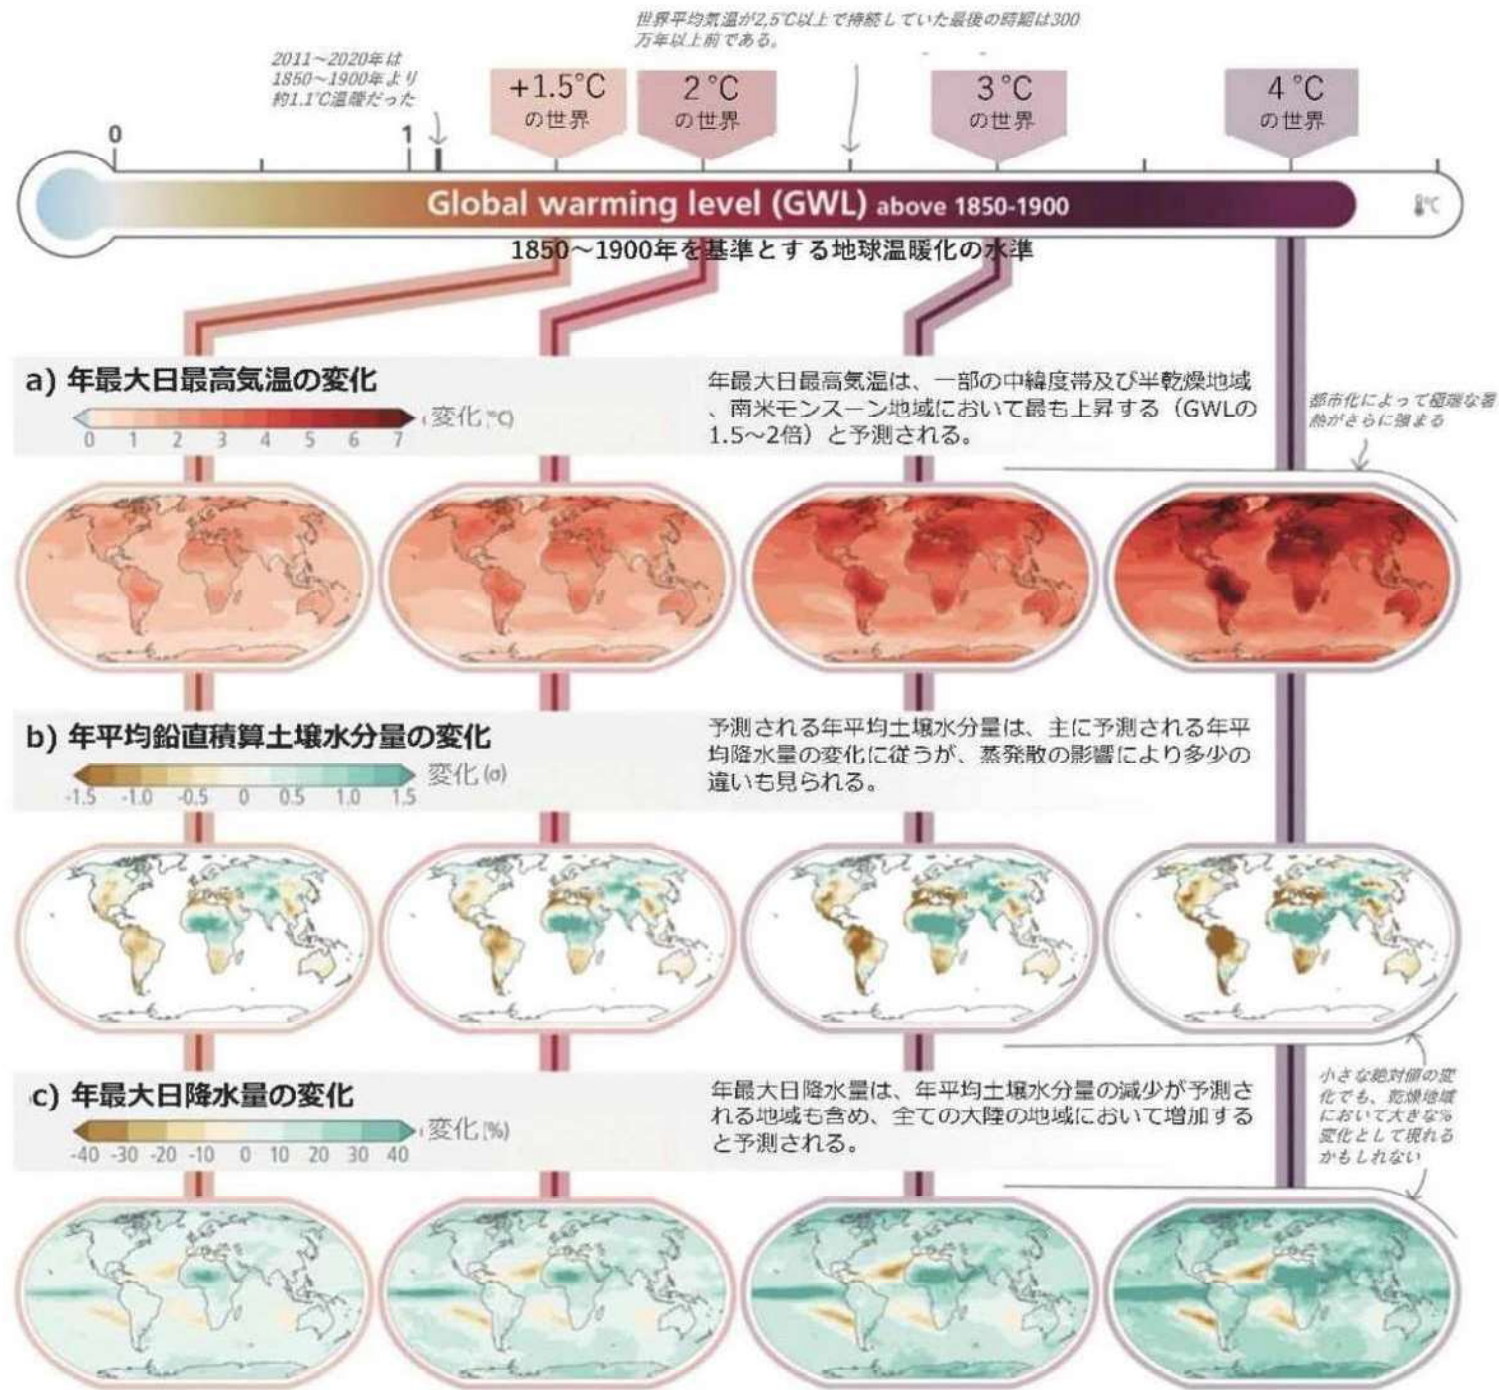 世界平均気温が2.5℃以上で持続していた最後の時期は300
万年以上前である。
2011～2020年は
1850～1900年より
約1.1℃温暖だった
+1.5℃
の世界
2℃
の世界
3℃
の世界
4℃
の世界
0
1
Global warming level (GWL) above 1850-1900
℃
1850～1900年を基準とする地球温暖化の水準
a) 年最大日最高気温の変化
変化(℃)
0 1 2 3 4 5 6 7
年最大日最高気温は、一部の中緯度帯及び半乾燥地域
、南米モンスーン地域において最も上昇する（GWLの
1.5～2倍）と予測される。
都市化によって極端な暑
熱がさらに強まる
b) 年平均鉛直積算土壌水分量の変化
変化(σ)
-1.5 -1.0 -0.5 0 0.5 1.0 1.5
予測される年平均土壌水分量は、主に予測される年平
均降水量の変化に従うが、蒸発散の影響により多少の
違いも見られる。
c) 年最大日降水量の変化
変化(%)
-40 -30 -20 -10 0 10 20 30 40
年最大日降水量は、年平均土壌水分量の減少が予測さ
れる地域も含め、全ての大陸の地域において増加する
と予測される。
小さな絶対値の変
化でも、乾燥地域
において大きな%
変化として現れる
かもしれない